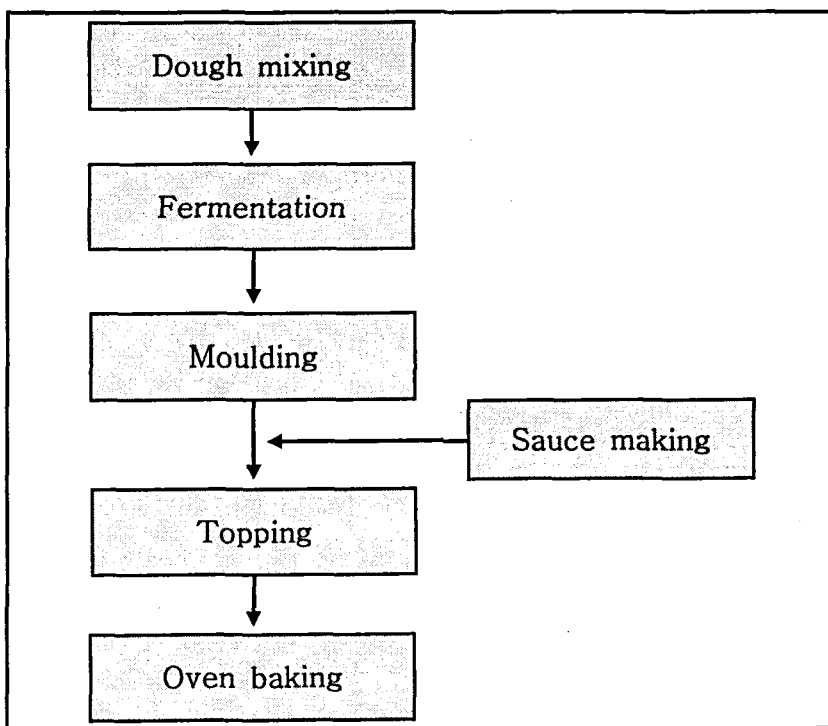 Dough mixing
Fermentation
Moulding
Sauce making
Topping
Oven baking